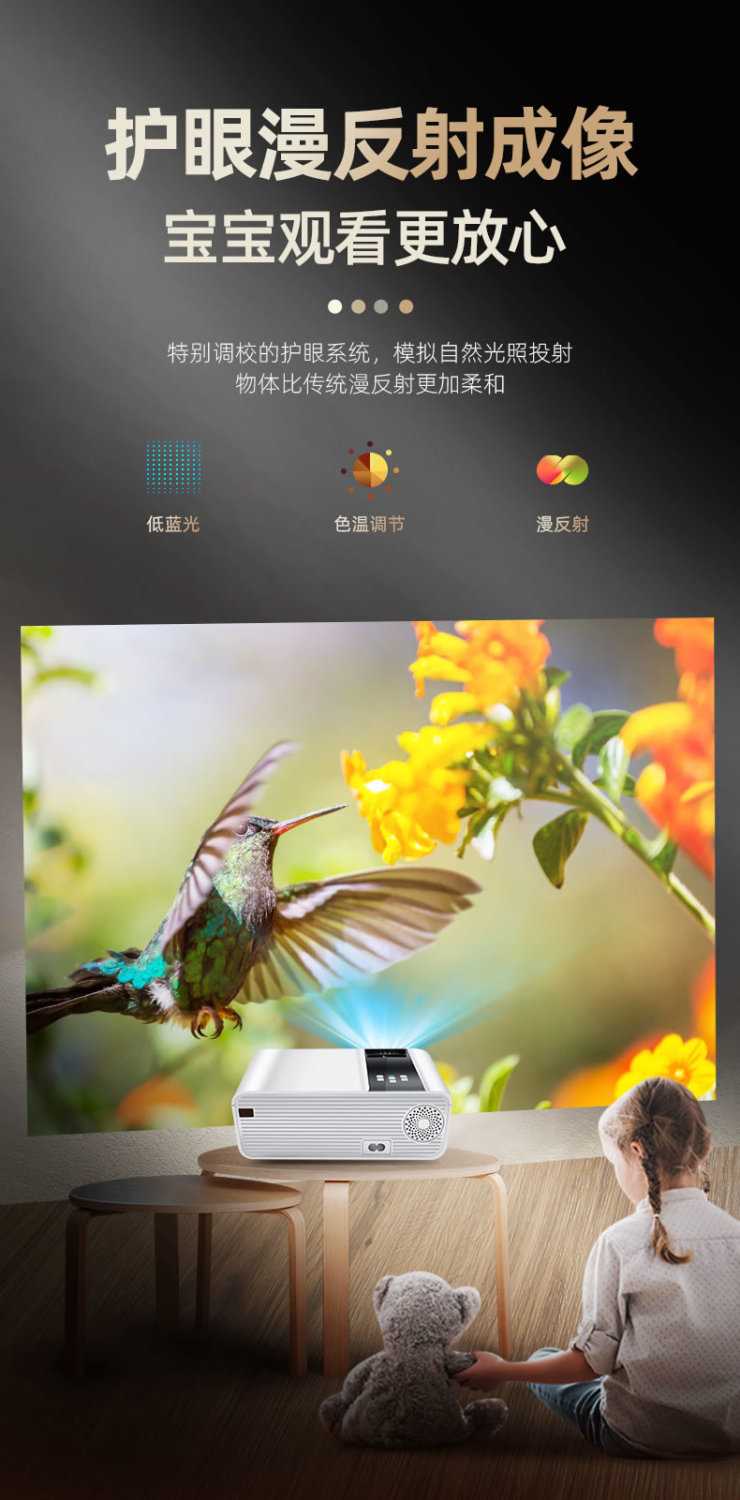 护眼漫反射成像
宝宝观看更放心
特别调校的护眼系统，模拟自然光照投射
物体比传统漫反射更加柔和
低蓝光
色温调节
漫反射